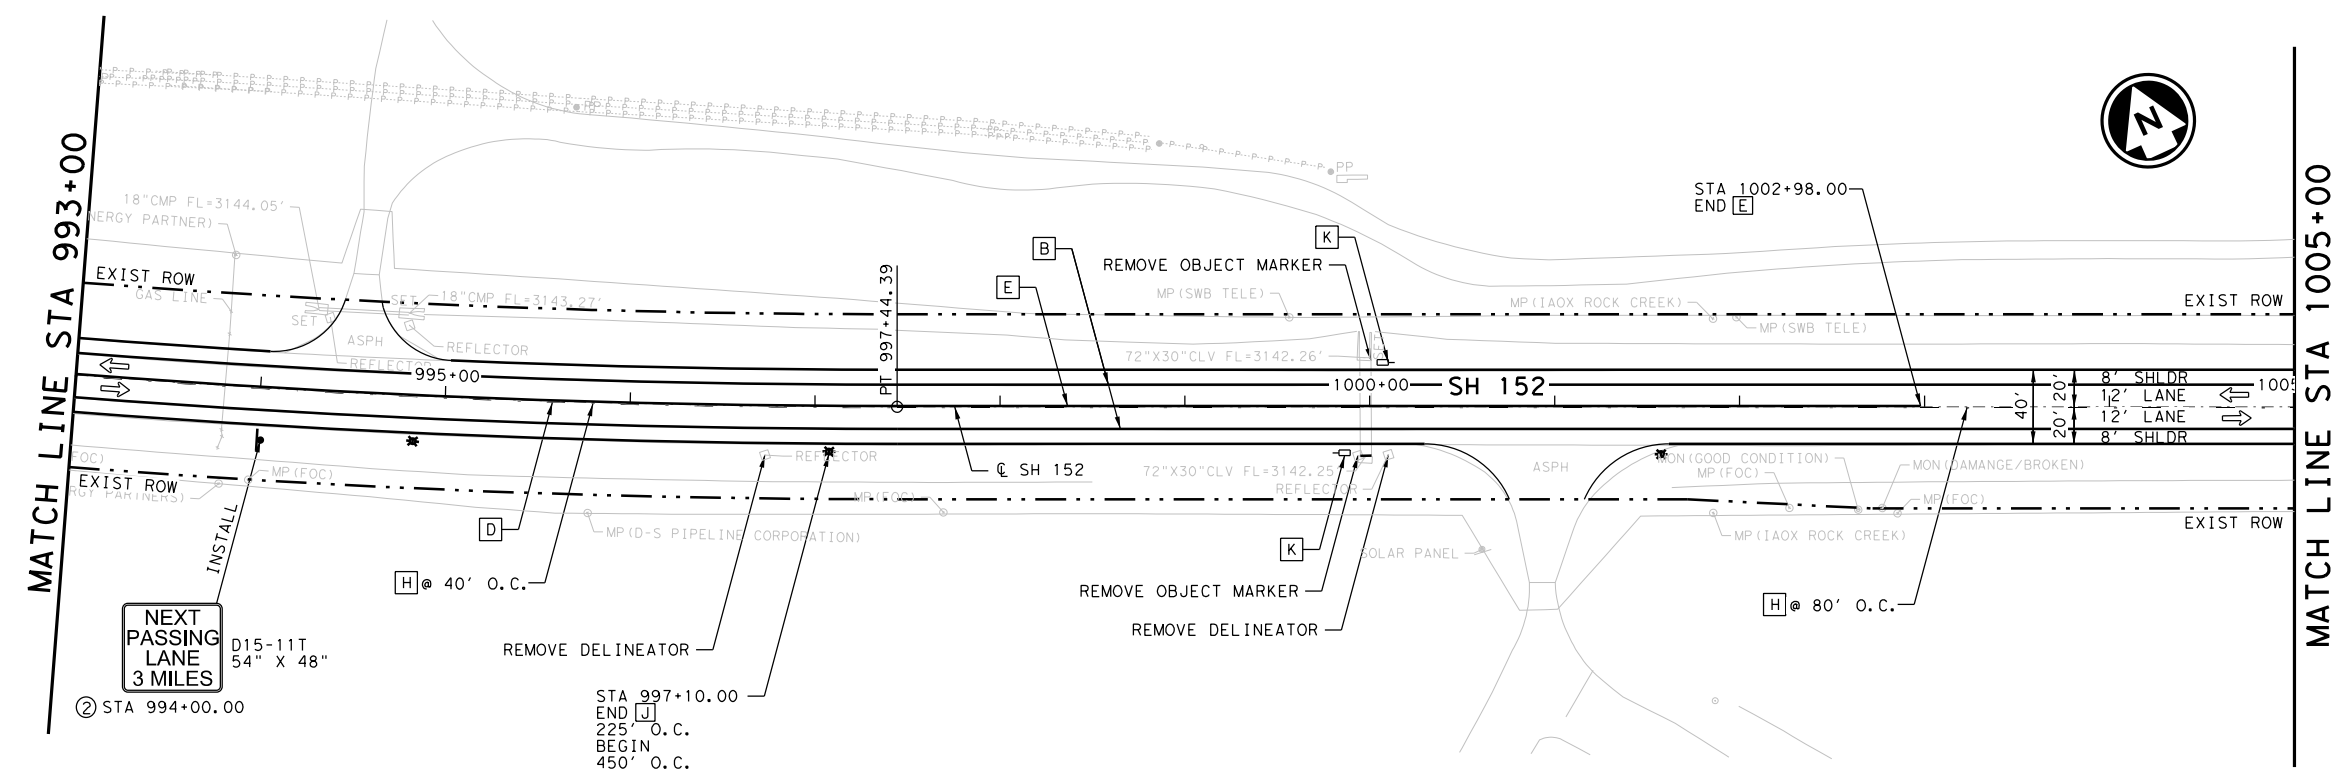 MATCH LINE STA 993+00
MATCH LINE STA 1005+00
N
PP
PP
18"CMP FL=3144.05'
NERGY PARTNER)
EXIST ROW
GAS LINE
SET
SET
18"CMP FL=3143.27'
ASPH
REFLECTOR
REFLECTOR
995+00
PT 997+44.39
E
B
K
REMOVE OBJECT MARKER
MP(SWB TELE)
72"X30"CLV FL=3142.26'
SET
1000+00
SH 152
STA 1002+98.00
END E
MP(IAOX ROCK CREEK)
MP(SWB TELE)
EXIST ROW
40'
20' 20'
8' SHLDR
12' LANE
12' LANE
8' SHLDR
1005
FOC)
EXIST ROW
RGY PARTNERS)
MP(FOC)
INSTALL
REFLECTOR
℄ SH 152
MP(FOC)
MP(D-S PIPELINE CORPORATION)
72"X30"CLV FL=3142.25'
REFLECTOR
ASPH
SOLAR PANEL
MON(GOOD CONDITION)
MP(FOC)
MON(DAMANGE/BROKEN)
MP(FOC)
MP(IAOX ROCK CREEK)
EXIST ROW
D
H @ 40' O.C.
K
REMOVE OBJECT MARKER
REMOVE DELINEATOR
H @ 80' O.C.
REMOVE DELINEATOR
NEXT
PASSING
LANE
3 MILES
D15-11T
54" X 48"
2 STA 994+00.00
STA 997+10.00
END J
225' O.C.
BEGIN
450' O.C.